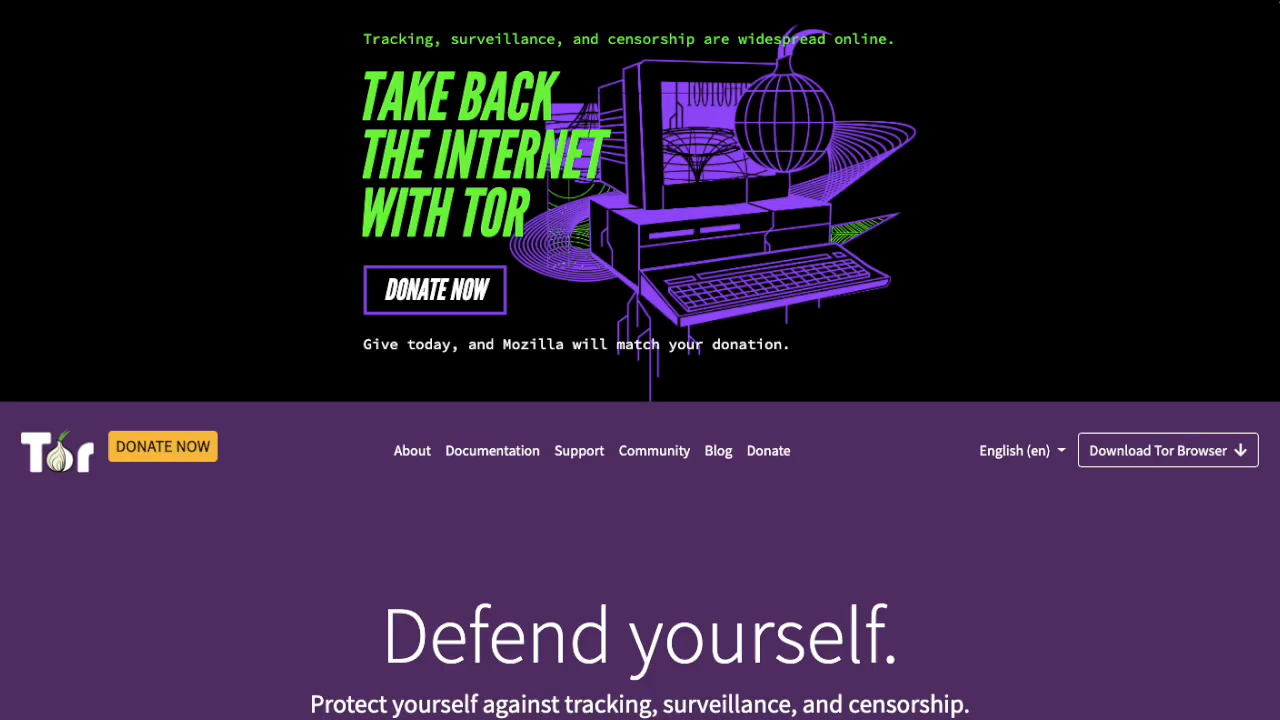 Tracking, surveillance, and censorship are widespread online.
TAKE BACK
THE INTERNET
WITH TOR
DONATE NOW
Give today, and Mozilla will match your donation.
Tor
DONATE NOW
About
Documentation
Support
Community
Blog
Donate
English (en)
Download Tor Browser
Defend yourself.
Protect yourself against tracking, surveillance, and censorship.